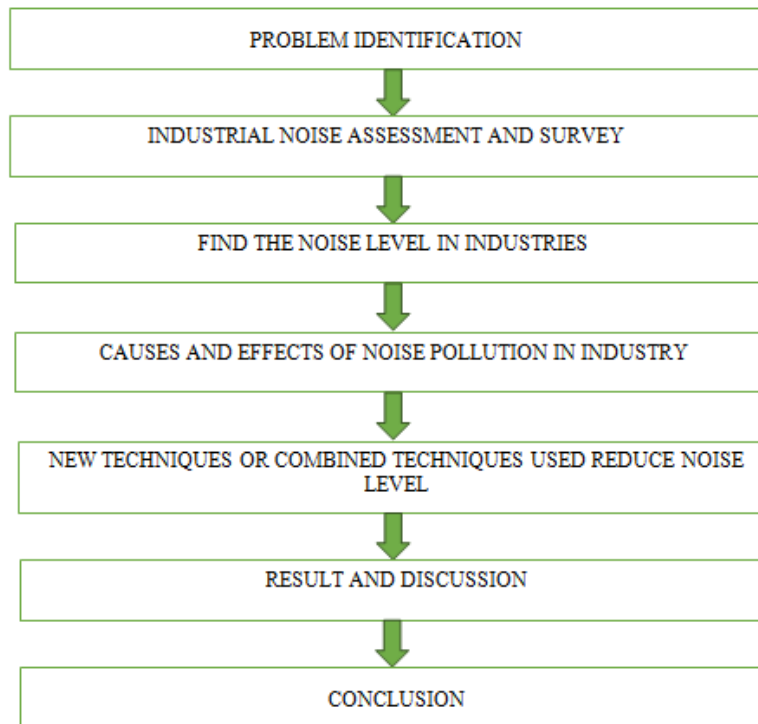 PROBLEM IDENTIFICATION
INDUSTRIAL NOISE ASSESSMENT AND SURVEY
FIND THE NOISE LEVEL IN INDUSTRIES
CAUSES AND EFFECTS OF NOISE POLLUTION IN INDUSTRY
NEW TECHNIQUES OR COMBINED TECHNIQUES USED REDUCE NOISE
LEVEL
RESULT AND DISCUSSION
CONCLUSION